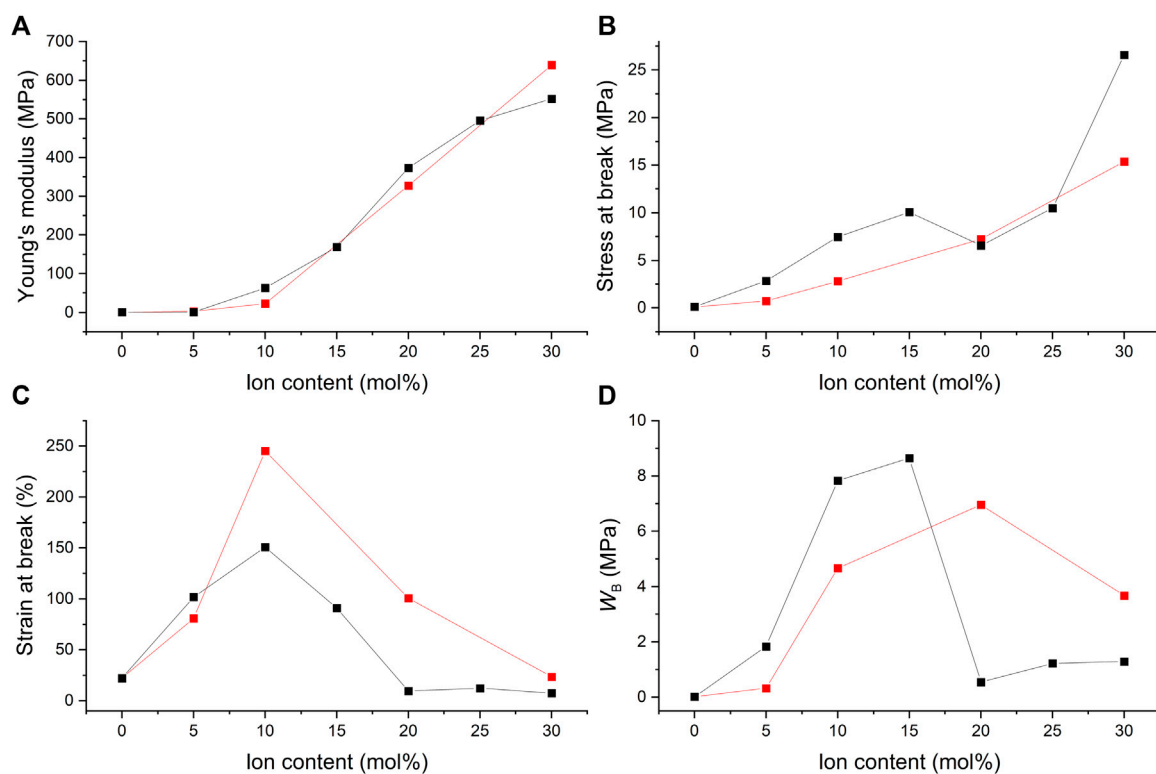 A
Young's modulus (MPa)
700
600
500
400
300
200
100
0
0 5 10 15 20 25 30
Ion content (mol%)
B
Stress at break (MPa)
25
20
15
10
5
0
0 5 10 15 20 25 30
Ion content (mol%)
C
Strain at break (%)
250
200
150
100
50
0
0 5 10 15 20 25 30
Ion content (mol%)
D
W_B (MPa)
10
8
6
4
2
0
0 5 10 15 20 25 30
Ion content (mol%)